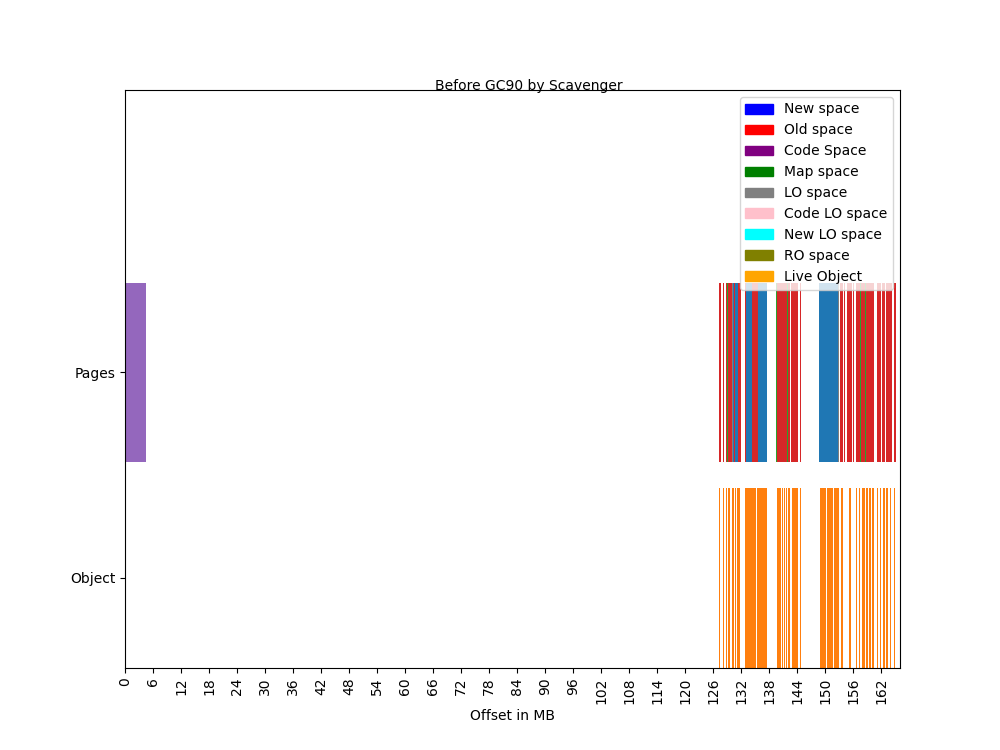 Before GC90 by Scavenger
New space
Old space
Code Space
Map space
LO space
Code LO space
New LO space
RO space
Live Object
Pages
Object
0 6 12 18 24 30 36 42 48 54 60 66 72 78 84 90 96 102 108 114 120 126 132 138 144 150 156 162
Offset in MB